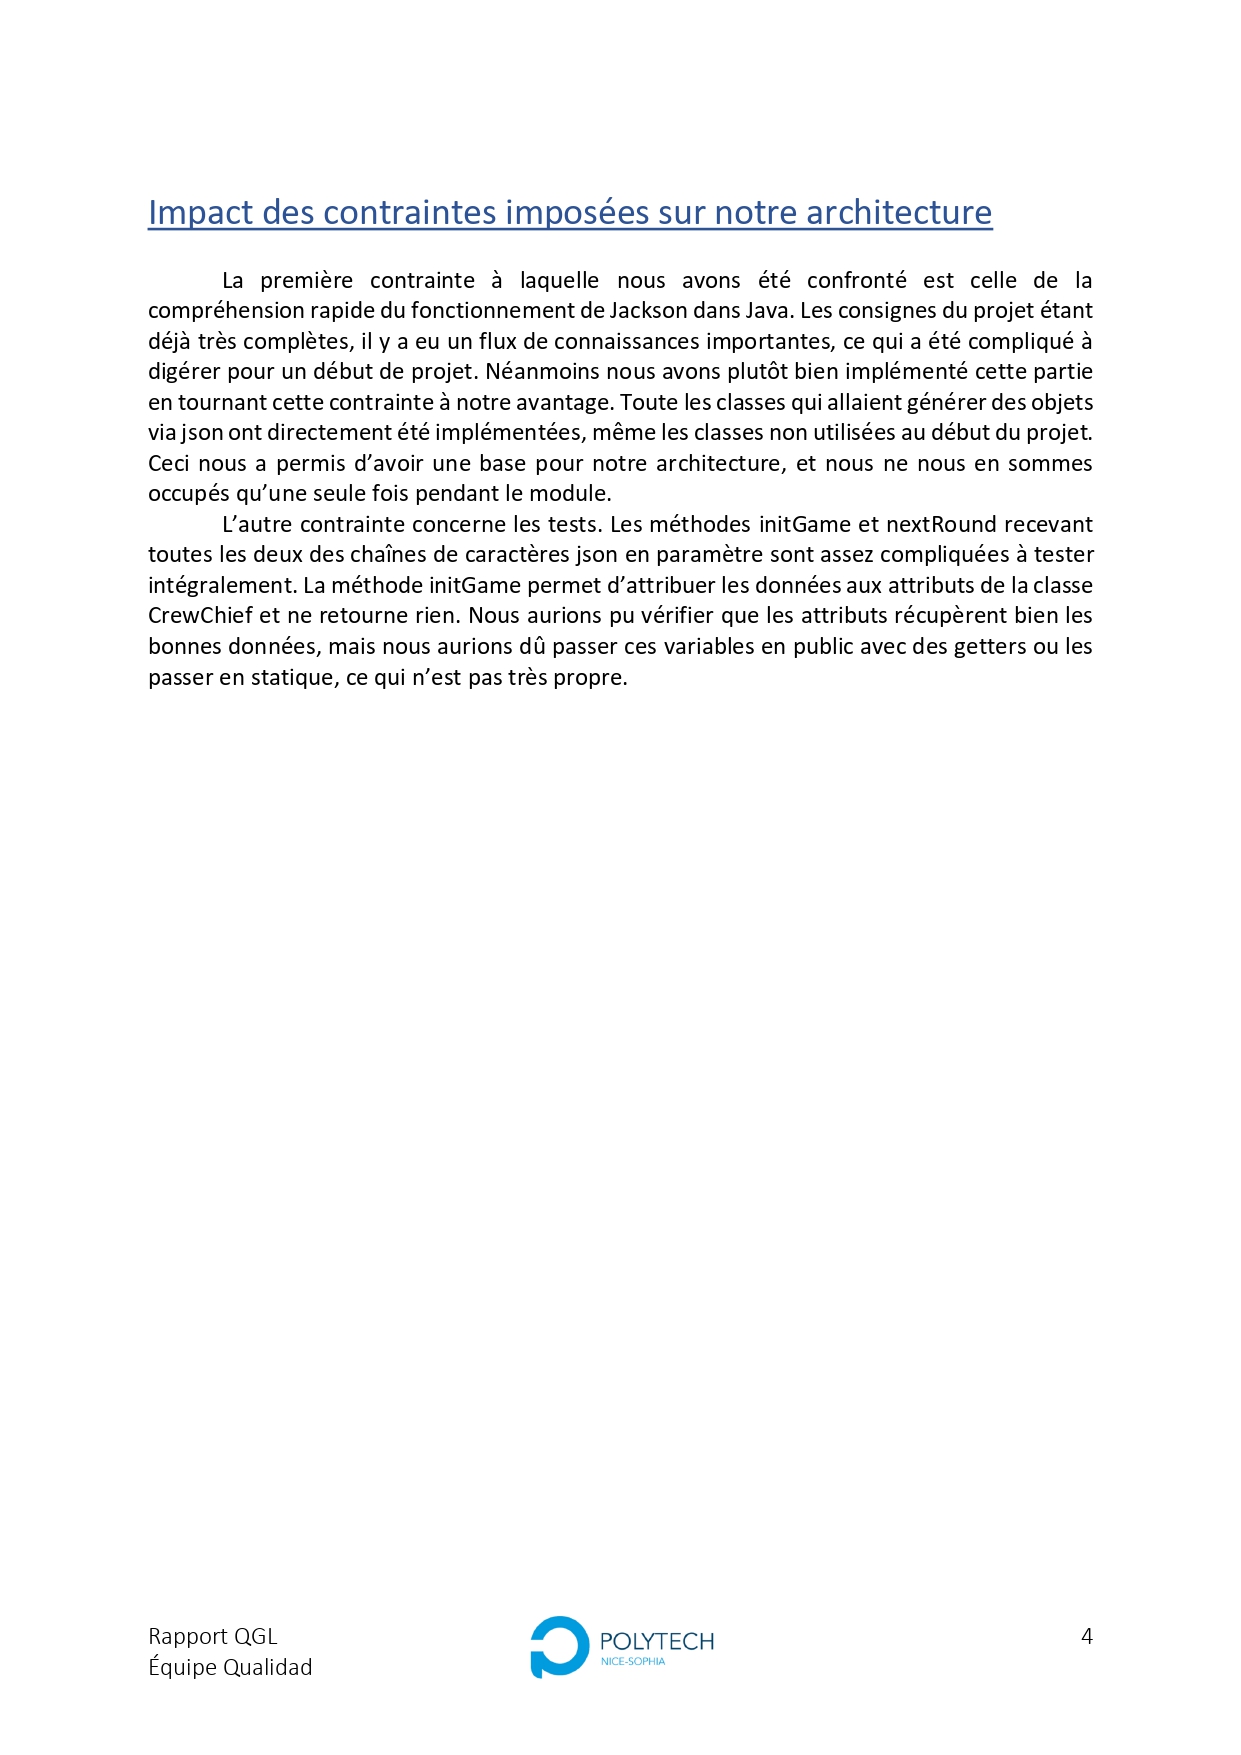 Impact des contraintes imposées sur notre architecture
La première contrainte à laquelle nous avons été confronté est celle de la
compréhension rapide du fonctionnement de Jackson dans Java. Les consignes du projet étant
déjà très complètes, il y a eu un flux de connaissances importantes, ce qui a été compliqué à
digérer pour un début de projet. Néanmoins nous avons plutôt bien implémenté cette partie
en tournant cette contrainte à notre avantage. Toute les classes qui allaient générer des objets
via json ont directement été implémentées, même les classes non utilisées au début du projet.
Ceci nous a permis d’avoir une base pour notre architecture, et nous ne nous en sommes
occupés qu’une seule fois pendant le module.
L’autre contrainte concerne les tests. Les méthodes initGame et nextRound recevant
toutes les deux des chaînes de caractères json en paramètre sont assez compliquées à tester
intégralement. La méthode initGame permet d’attribuer les données aux attributs de la classe
CrewChief et ne retourne rien. Nous aurions pu vérifier que les attributs récupèrent bien les
bonnes données, mais nous aurions dû passer ces variables en public avec des getters ou les
passer en statique, ce qui n’est pas très propre.
Rapport QGL
Équipe Qualidad
POLYTECH
NICE-SOPHIA
4